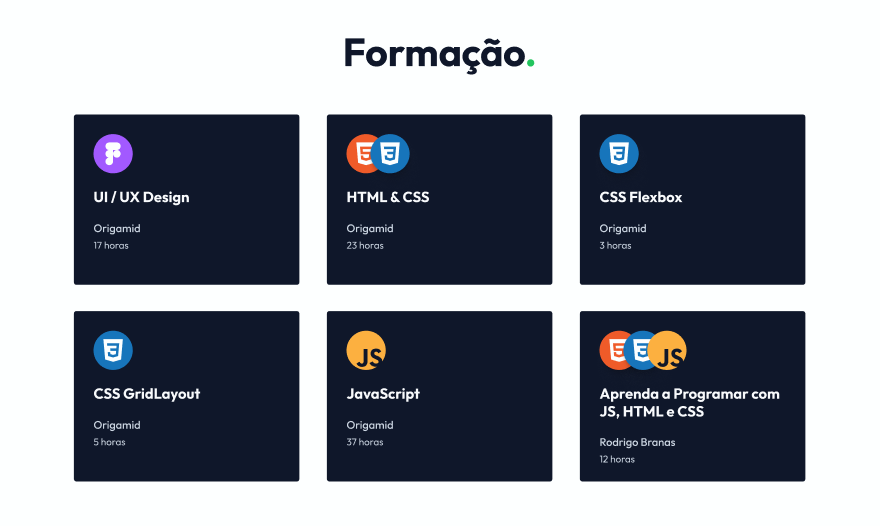 Formação.
UI / UX Design
Origamid
17 horas
HTML & CSS
Origamid
23 horas
CSS Flexbox
Origamid
3 horas
CSS GridLayout
Origamid
5 horas
JS
JavaScript
Origamid
37 horas
JS
Aprenda a Programar com
JS, HTML e CSS
Rodrigo Branas
12 horas